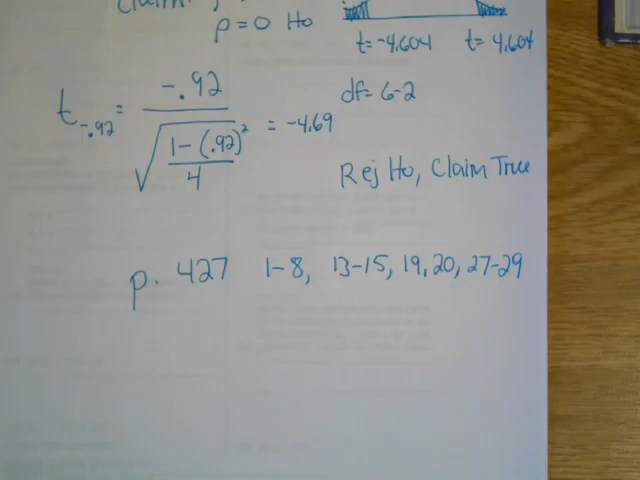 Claim:
ρ = 0 Ho
t = -4.604 t = 4.604
t-.92 = -.92 / √((1-(.92)²)/4) = -4.69
df = 6-2
Rej Ho, Claim True
p. 427 1-8, 13-15, 19, 20, 27-29